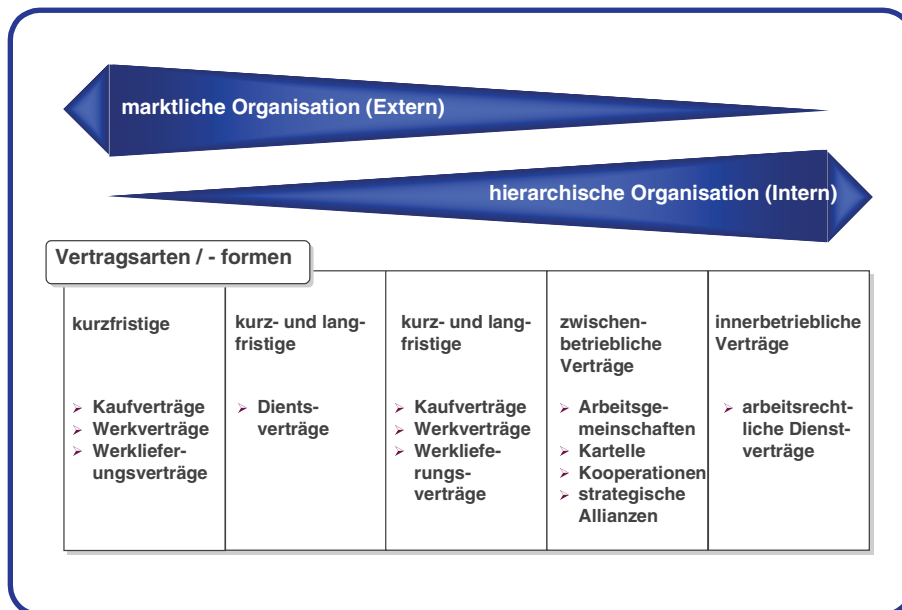 marktliche Organisation (Extern)
hierarchische Organisation (Intern)
Vertragsarten / - formen
kurzfristige
Kaufverträge
Werkverträge
Werkliefer-
ungsverträge
kurz- und lang-
fristige
Dients-
verträge
kurz- und lang-
fristige
Kaufverträge
Werkverträge
Werkliefe-
rungs-
verträge
zwischen-
betriebliche
Verträge
Arbeitsge-
meinschaften
Kartelle
Kooperationen
strategische
Allianzen
innerbetriebliche
Verträge
arbeitsrecht-
liche Dienst-
verträge